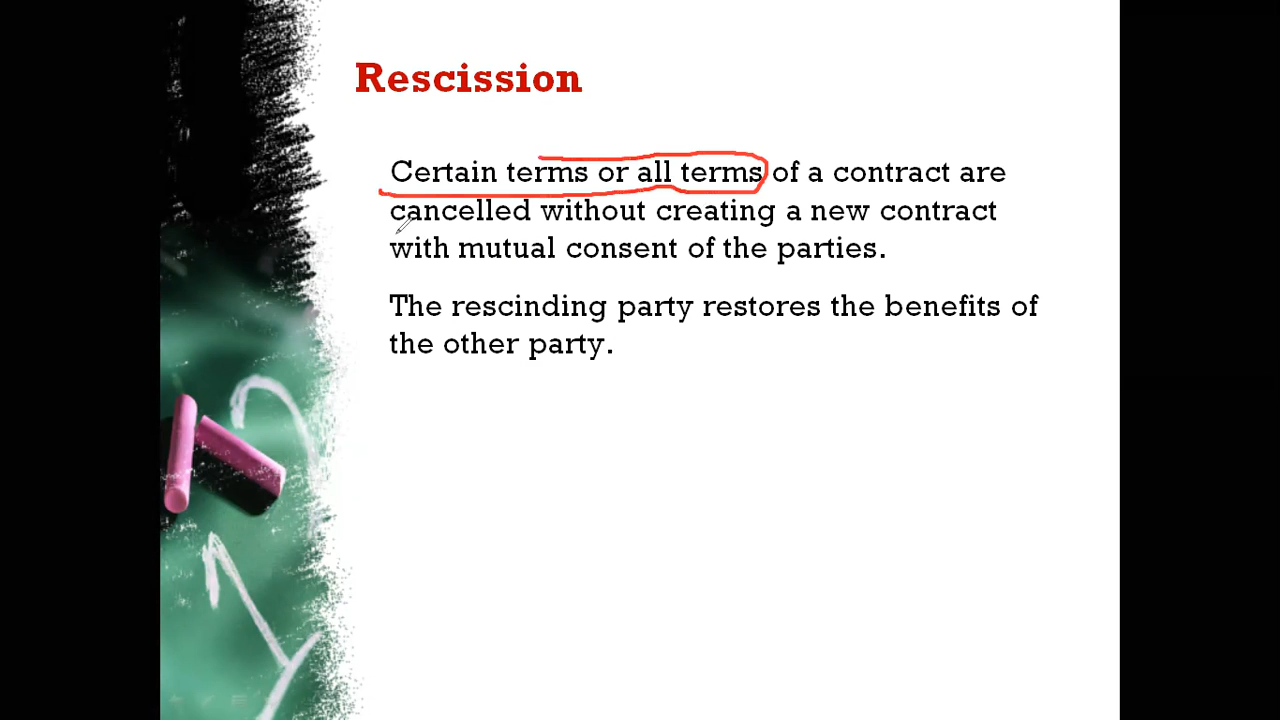 Rescission
Certain terms or all terms of a contract are
cancelled without creating a new contract
with mutual consent of the parties.
The rescinding party restores the benefits of
the other party.